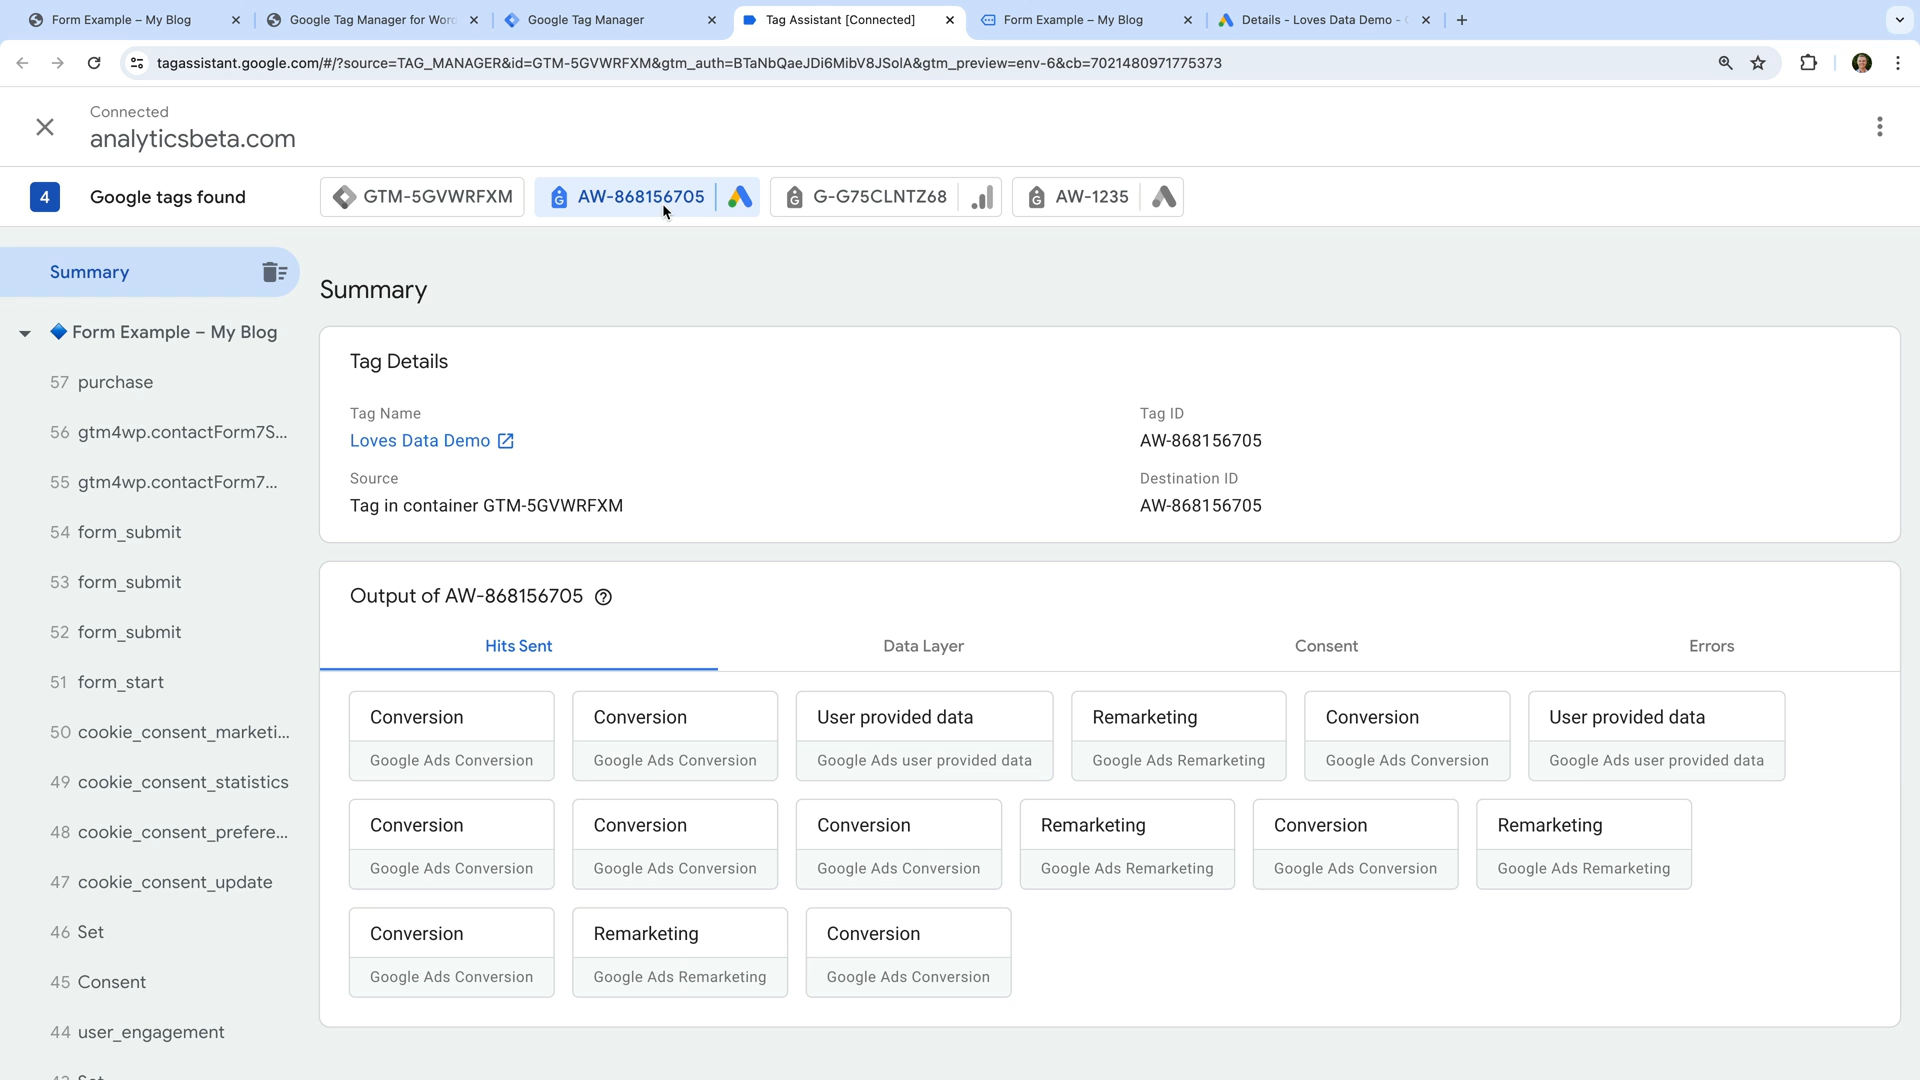 Form Example – My Blog
Google Tag Manager for Wor
Google Tag Manager
Tag Assistant [Connected]
Form Example – My Blog
Details - Loves Data Demo -
tagassistant.google.com/#/?source=TAG_MANAGER&id=GTM-5GVWRFXM&gtm_auth=BTaNbQaeJDi6MibV8JSolA&gtm_preview=env-6&cb=7021480971775373
Connected
analyticsbeta.com
4 Google tags found
GTM-5GVWRFXM
AW-868156705
G-G75CLNTZ68
AW-1235
Summary
Form Example – My Blog
57 purchase
56 gtm4wp.contactForm7S...
55 gtm4wp.contactForm7...
54 form_submit
53 form_submit
52 form_submit
51 form_start
50 cookie_consent_marketi...
49 cookie_consent_statistics
48 cookie_consent_prefere...
47 cookie_consent_update
46 Set
45 Consent
44 user_engagement
Summary
Tag Details
Tag Name
Loves Data Demo
Tag ID
AW-868156705
Source
Tag in container GTM-5GVWRFXM
Destination ID
AW-868156705
Output of AW-868156705
Hits Sent
Data Layer
Consent
Errors
Conversion
Google Ads Conversion
Conversion
Google Ads Conversion
User provided data
Google Ads user provided data
Remarketing
Google Ads Remarketing
Conversion
Google Ads Conversion
User provided data
Google Ads user provided data
Conversion
Google Ads Conversion
Conversion
Google Ads Conversion
Conversion
Google Ads Conversion
Remarketing
Google Ads Remarketing
Conversion
Google Ads Conversion
Remarketing
Google Ads Remarketing
Conversion
Google Ads Conversion
Remarketing
Google Ads Remarketing
Conversion
Google Ads Conversion